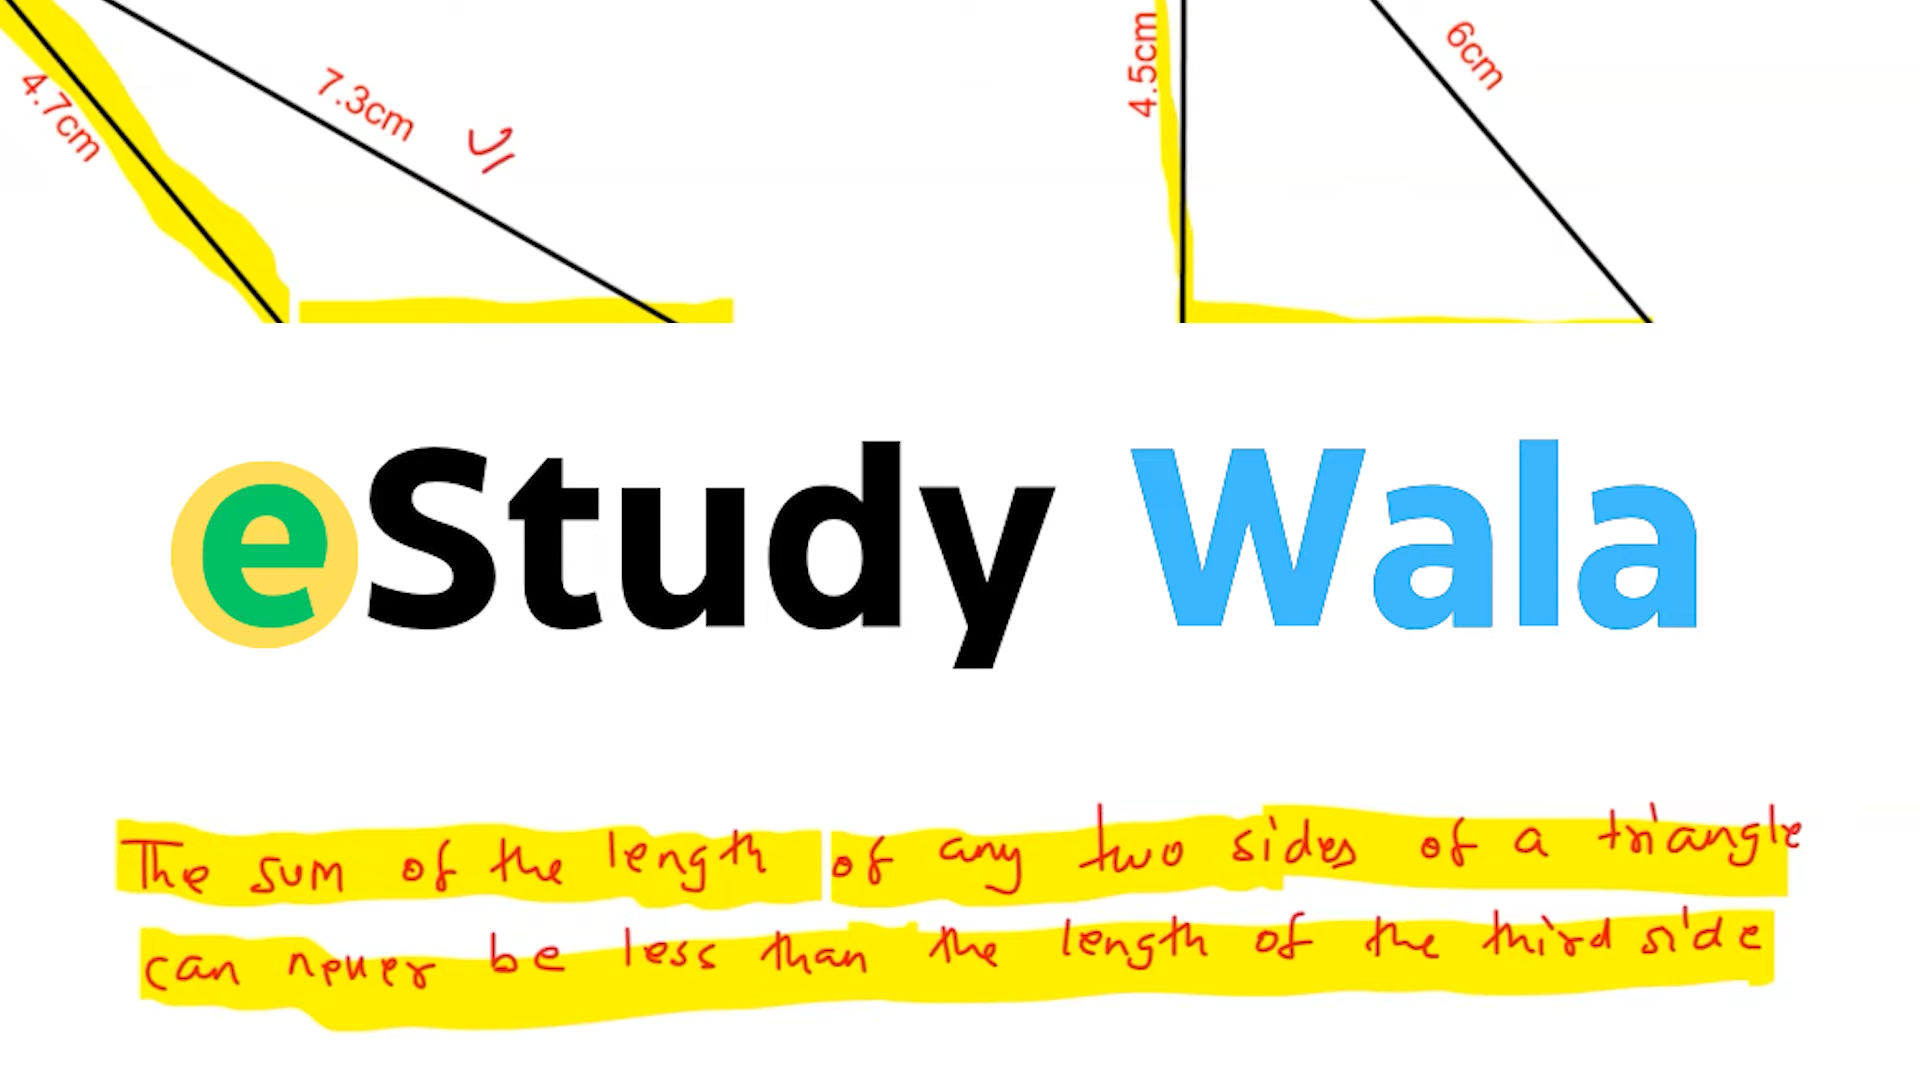 4.7cm
7.3cm
4.5cm
6cm
eStudy Wala
The sum of the length of any two sides of a triangle
can never be less than the length of the third side